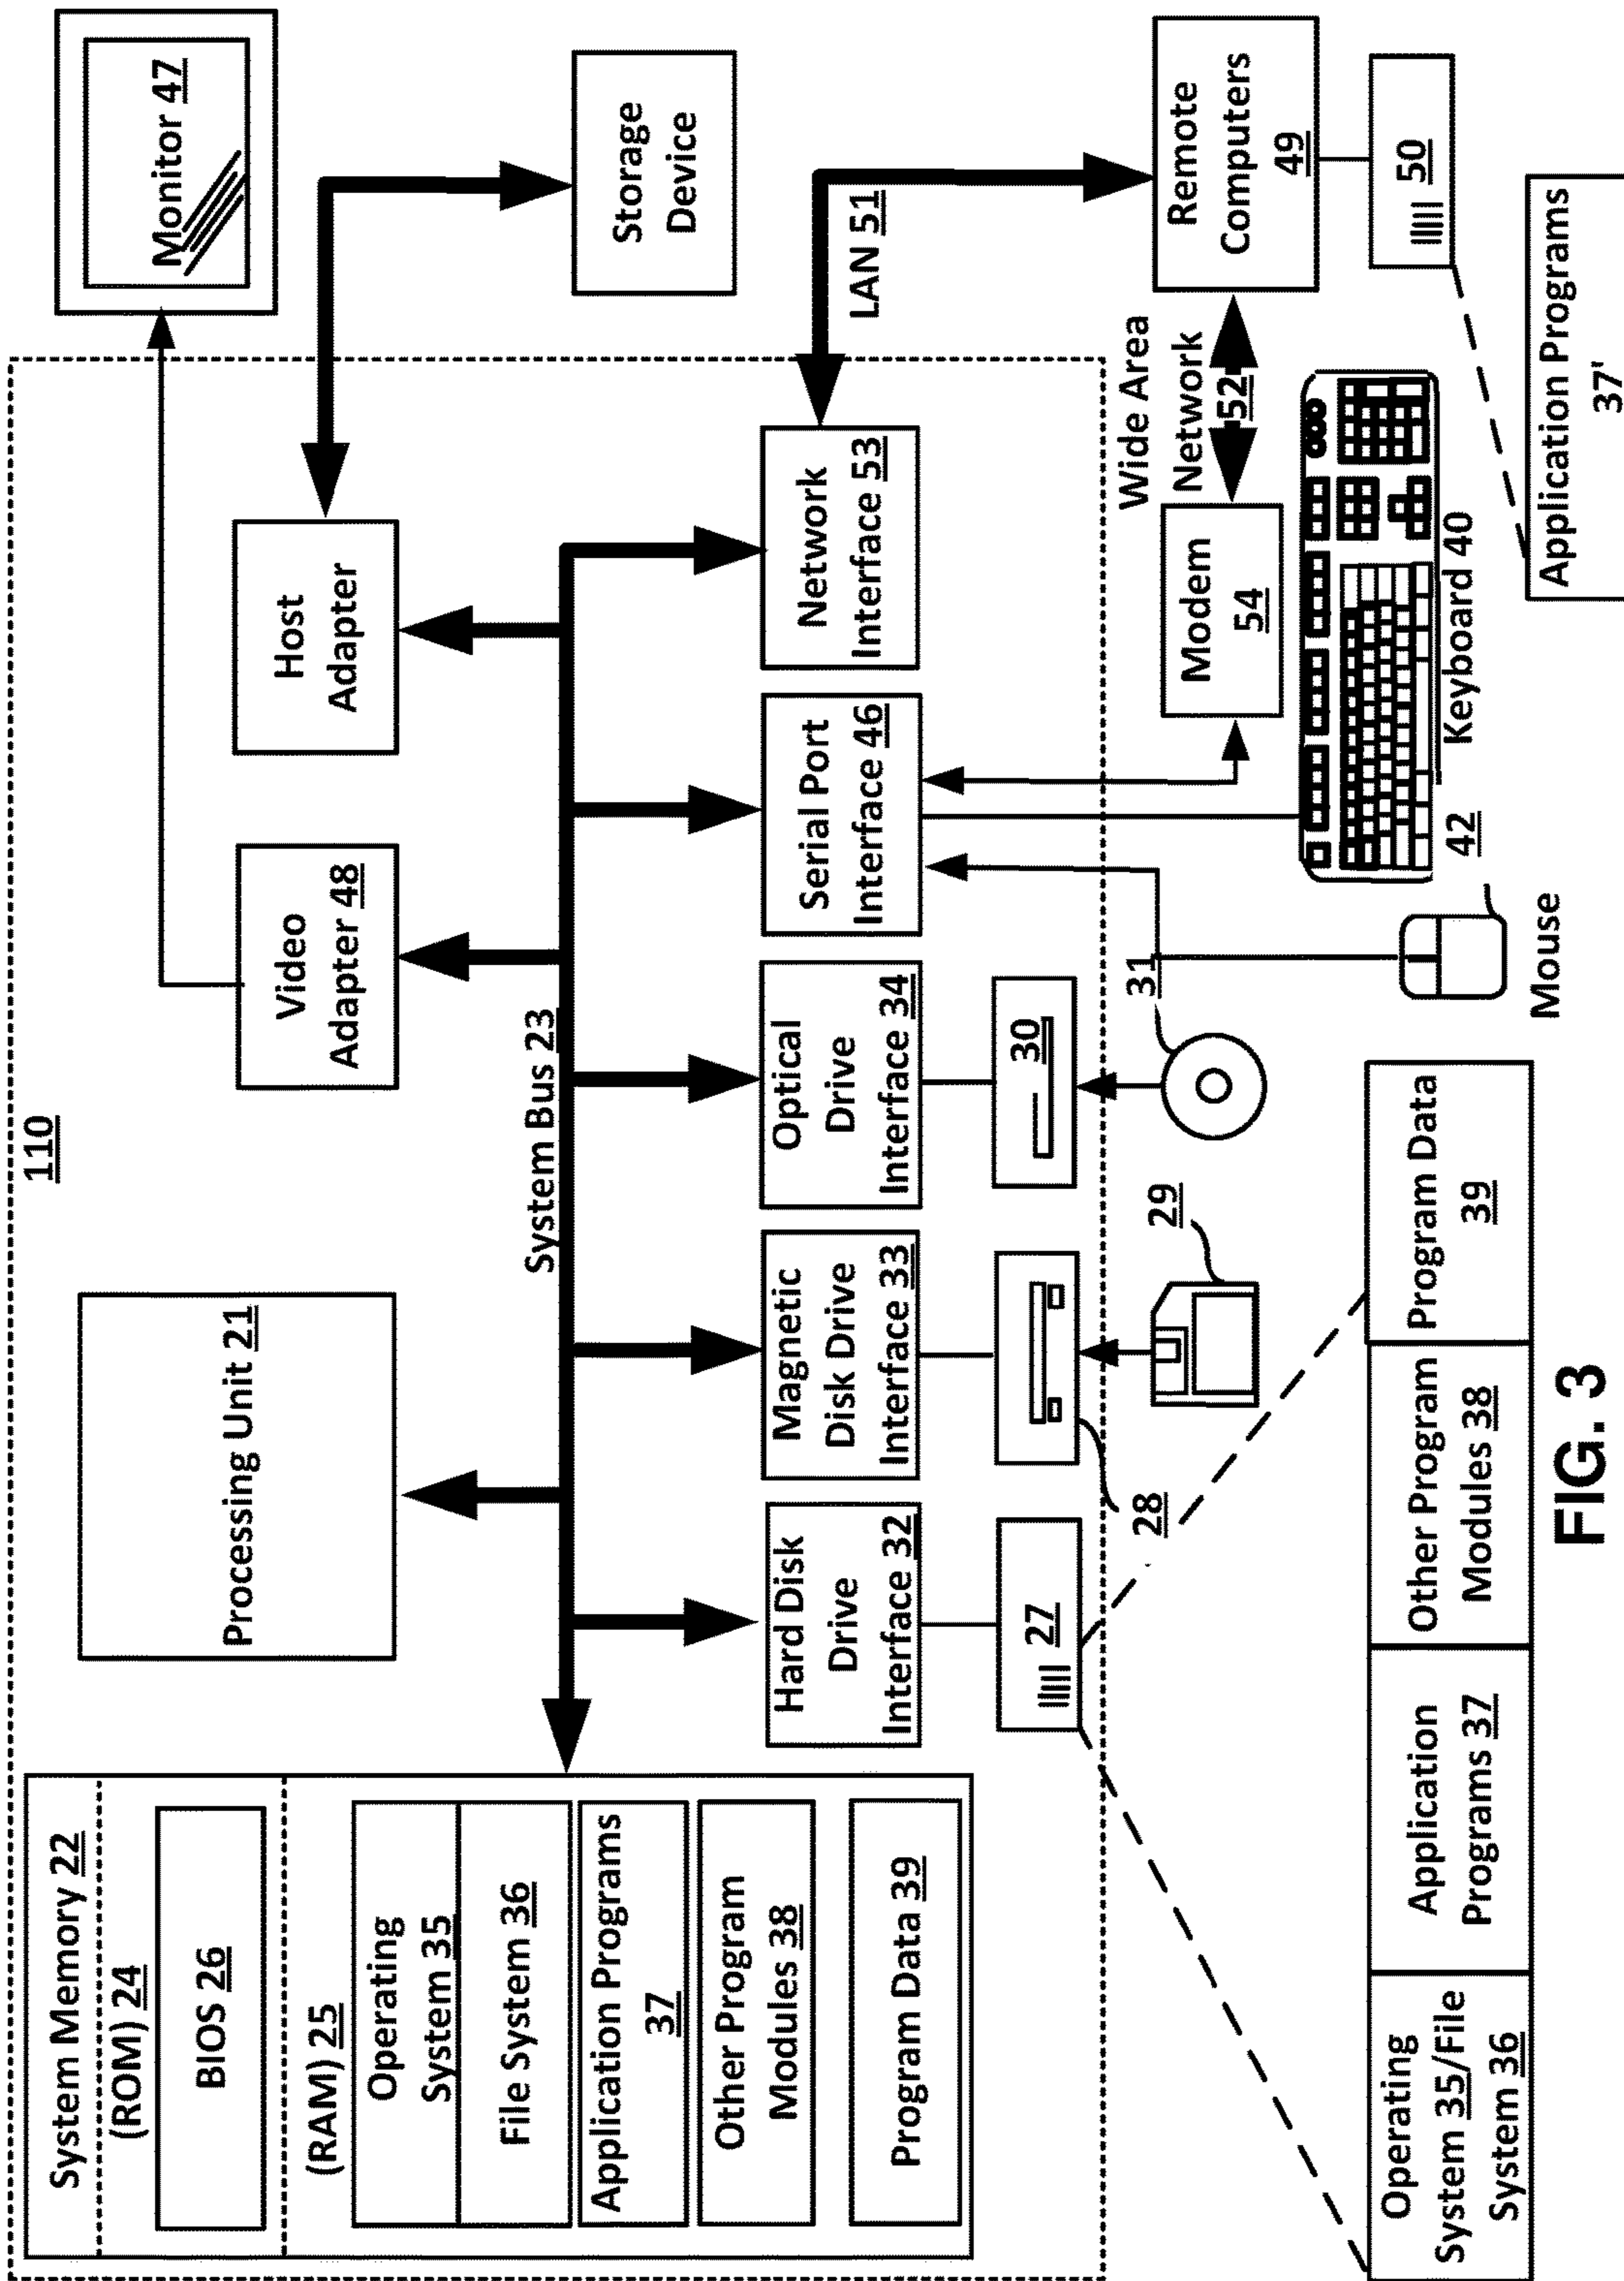 110
System Memory 22
(ROM) 24
BIOS 26
(RAM) 25
Operating
System 35
File System 36
Application Programs
37
Other Program
Modules 38
Program Data 39
Processing Unit 21
Video
Adapter 48
Host
Adapter
Monitor 47
Storage
Device
System Bus 23
Hard Disk
Drive
Interface 32
Magnetic
Disk Drive
Interface 33
Optical
Drive
Interface 34
Serial Port
Interface 46
Network
Interface 53
LAN 51
27
28
29
30
31
Modem
54
Wide Area
Network
52
Remote
Computers
49
50
Keyboard 40
42
Mouse
Application Programs
37'
Operating
System 35/File
System 36
Application
Programs 37
Other Program
Modules 38
Program Data
39
FIG. 3